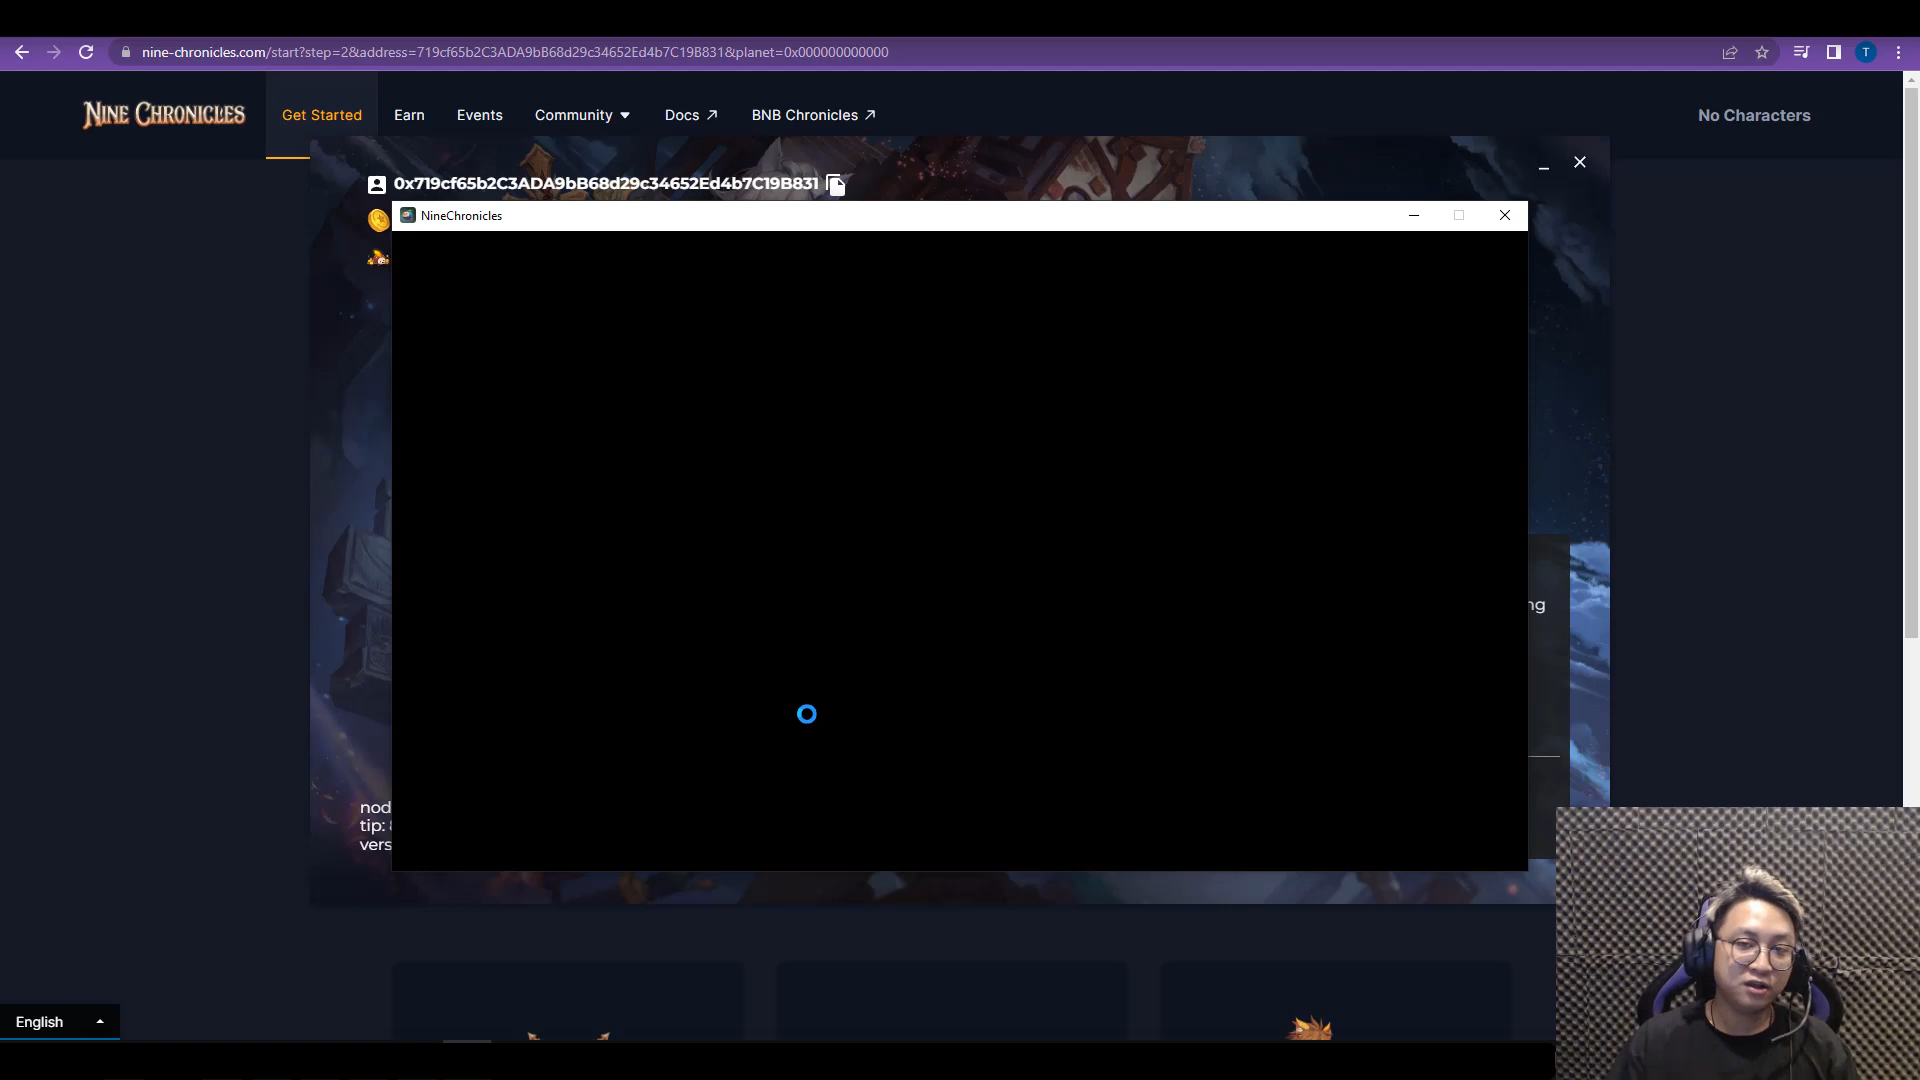 nine-chronicles.com/start?step=2&address=719cf65b2C3ADA9bB68d29c34652Ed4b7C19B831&planet=0x000000000000
T
NINE CHRONICLES
Get Started
Earn
Events
Community
Docs
BNB Chronicles
No Characters
0x719cf65b2C3ADA9bB68d29c34652Ed4b7C19B831
NineChronicles
ng
nod
tip:
vers
English